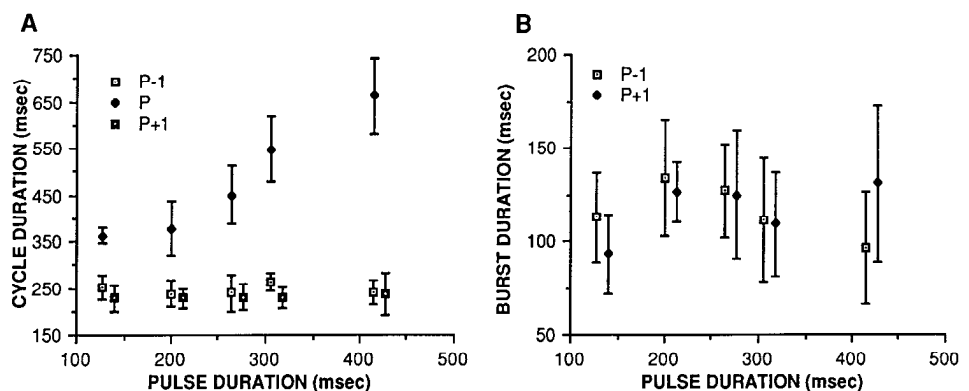 A
CYCLE DURATION (msec)
750
650
550
450
350
250
150
P-1
P
P+1
100 200 300 400 500
PULSE DURATION (msec)
B
BURST DURATION (msec)
200
150
100
50
P-1
P+1
100 200 300 400 500
PULSE DURATION (msec)